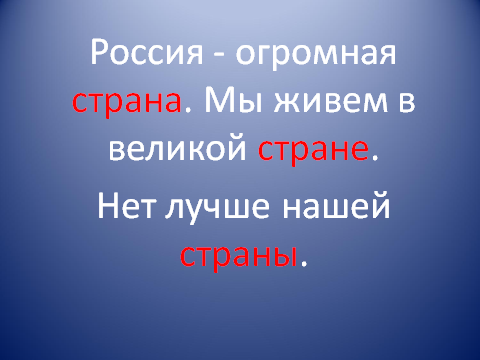 Россия - огромная
страна. Мы живем в
великой стране.
Нет лучше нашей
страны.